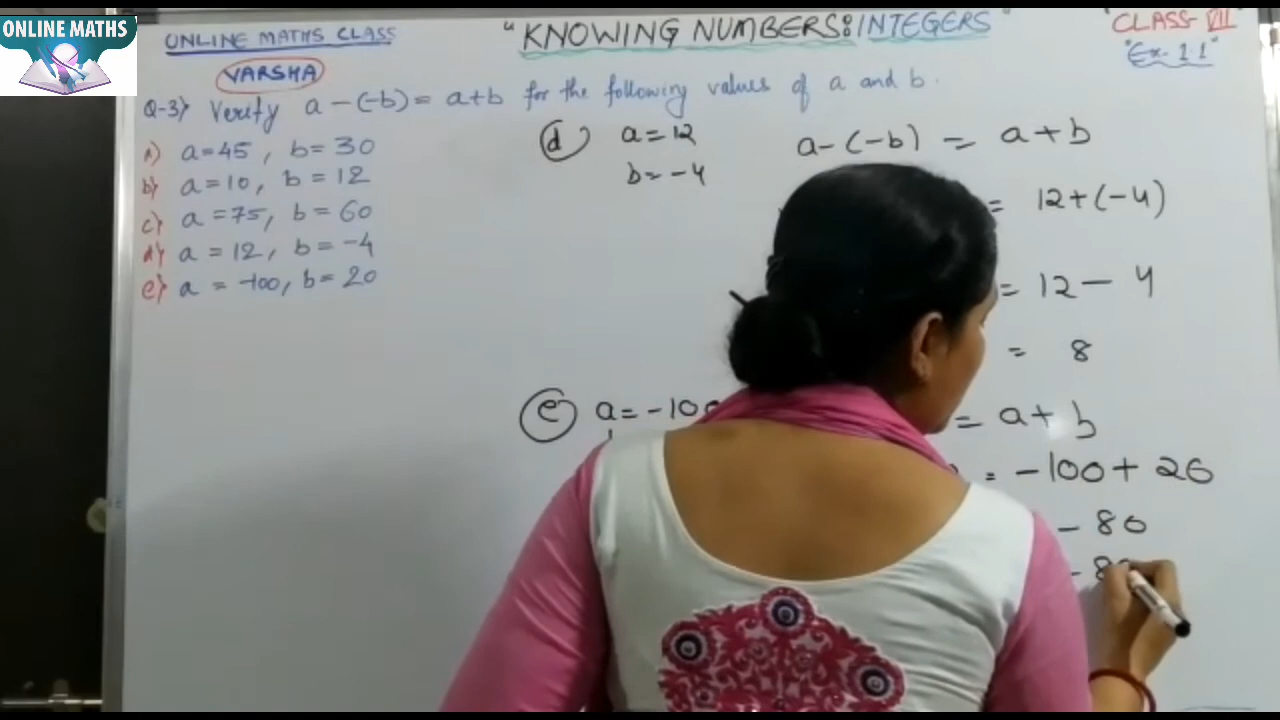 ONLINE MATHS
ONLINE MATHS CLASS
VARSHA
"KNOWING NUMBERS: INTEGERS"
"CLASS-VII"
"Ex-1.1"
Q-3) Verify a-(-b) = a+b for the following values of a and b.
a) a=45, b=30
b) a=10, b=12
c) a=75, b=60
d) a=12, b=-4
e) a=-100, b=20
d a=12 a-(-b) = a+b
b=-4
= 12+(-4)
= 12-4
= 8
e a=-100 = a+b
= -100+20
-80